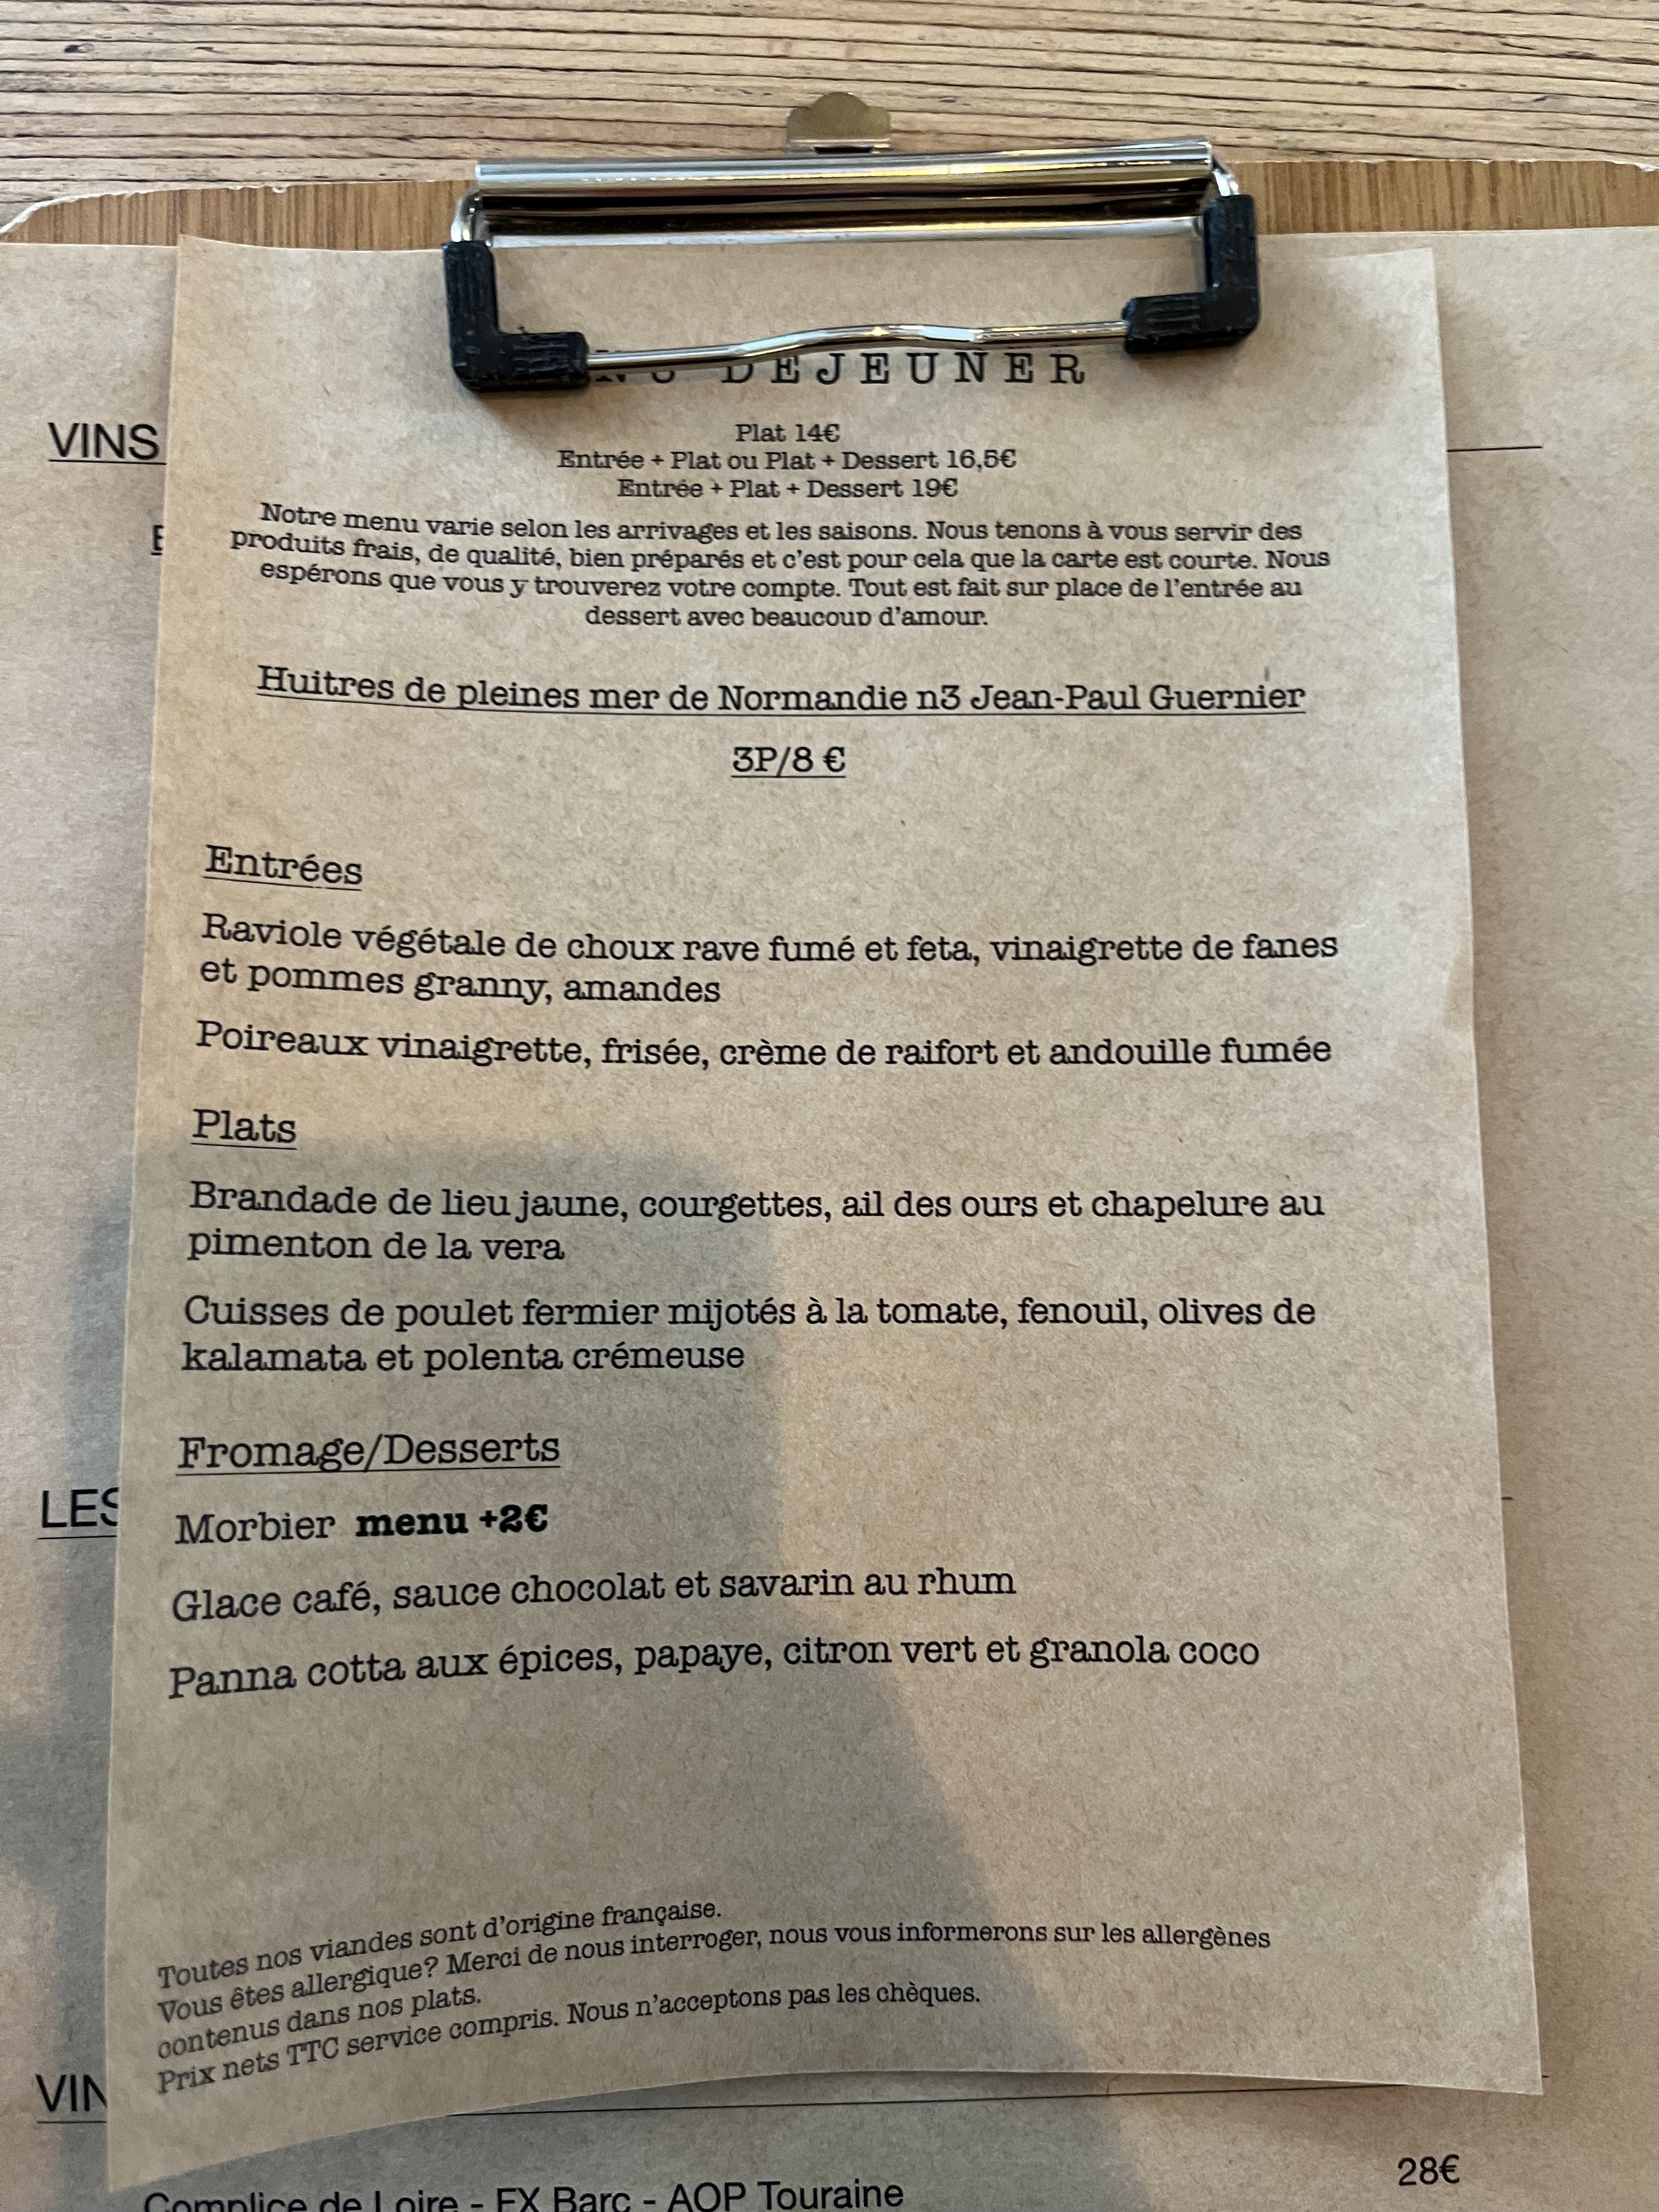 DEJEUNER
Plat 14€
Entrée + Plat ou Plat + Dessert 16,5€
Entrée + Plat + Dessert 19€
Notre menu varie selon les arrivages et les saisons. Nous tenons à vous servir des
produits frais, de qualité, bien préparés et c'est pour cela que la carte est courte. Nous
espérons que vous y trouverez votre compte. Tout est fait sur place de l'entrée au
dessert avec beaucoup d'amour.
VINS
Huitres de pleines mer de Normandie n3 Jean-Paul Guernier
3P/8 €
Entrées
Raviole végétale de choux rave fumé et feta, vinaigrette de fanes
et pommes granny, amandes
Poireaux vinaigrette, frisée, crème de raifort et andouille fumée
Plats
Brandade de lieu jaune, courgettes, ail des ours et chapelure au
pimenton de la vera
Cuisses de poulet fermier mijotés à la tomate, fenouil, olives de
kalamata et polenta crémeuse
Fromage/Desserts
Morbier menu +2€
LES
Glace café, sauce chocolat et savarin au rhum
Panna cotta aux épices, papaye, citron vert et granola coco
Toutes nos viandes sont d'origine française.
Vous êtes allergique? Merci de nous interroger, nous vous informerons sur les allergènes
contenus dans nos plats.
Prix nets TTC service compris. Nous n'acceptons pas les chèques.
VIN
28€
Complice de Loire - FX Barc - AOP Touraine